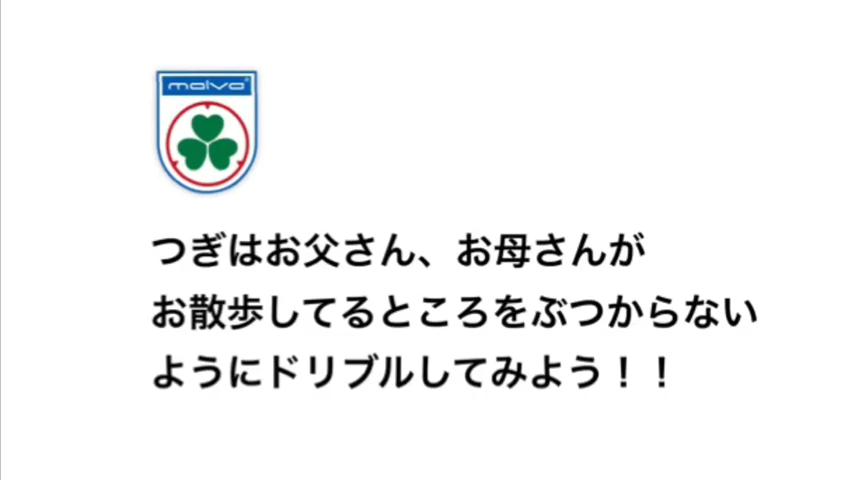 malva
つぎはお父さん、お母さんが
お散歩してるところをぶつからない
ようにドリブルしてみよう！！